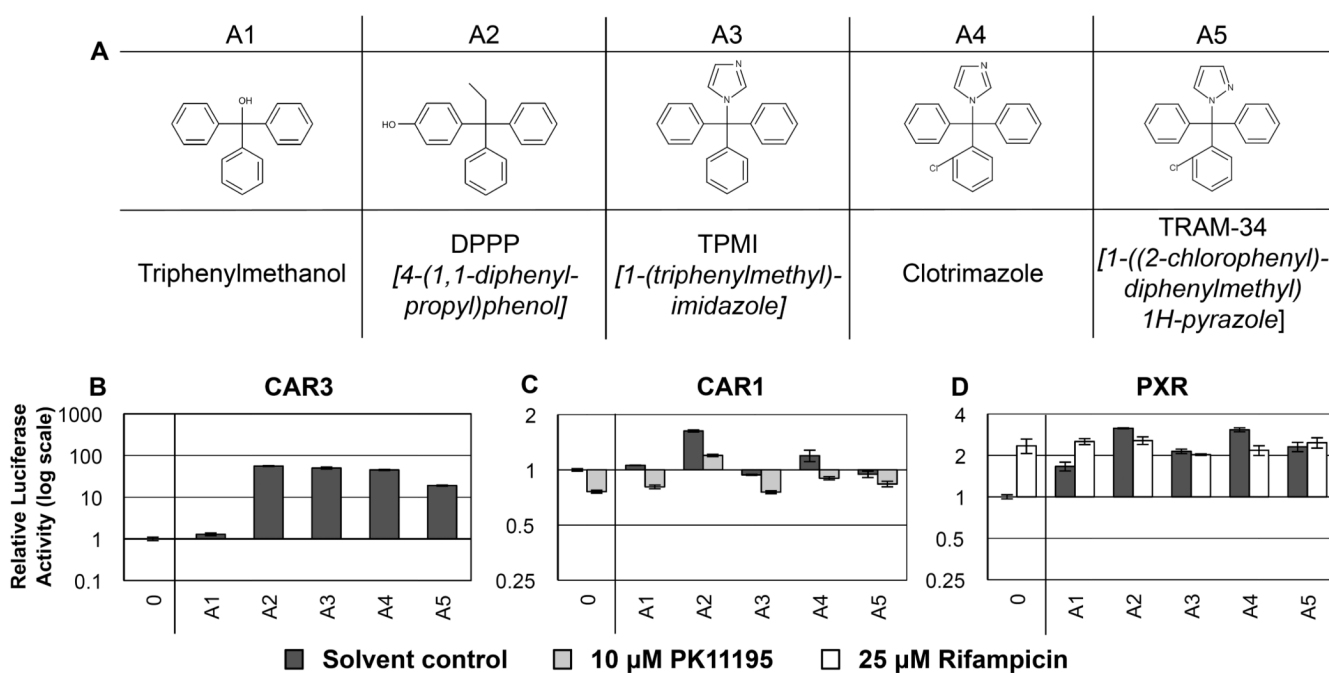 A
A1 A2 A3 A4 A5
OH
HO
N
N
N
N
Cl
N
N
Cl
Triphenylmethanol
DPPP
[4-(1,1-diphenyl-
propyl)phenol]
TPMI
[1-(triphenylmethyl)-
imidazole]
Clotrimazole
TRAM-34
[1-((2-chlorophenyl)-
diphenylmethyl)
1H-pyrazole]
B CAR3
Relative Luciferase
Activity (log scale)
1000
100
10
1
0.1
0 A1 A2 A3 A4 A5
C CAR1
2
1
0.5
0.25
0 A1 A2 A3 A4 A5
D PXR
4
2
1
0.5
0.25
0 A1 A2 A3 A4 A5
Solvent control 10 µM PK11195 25 µM Rifampicin